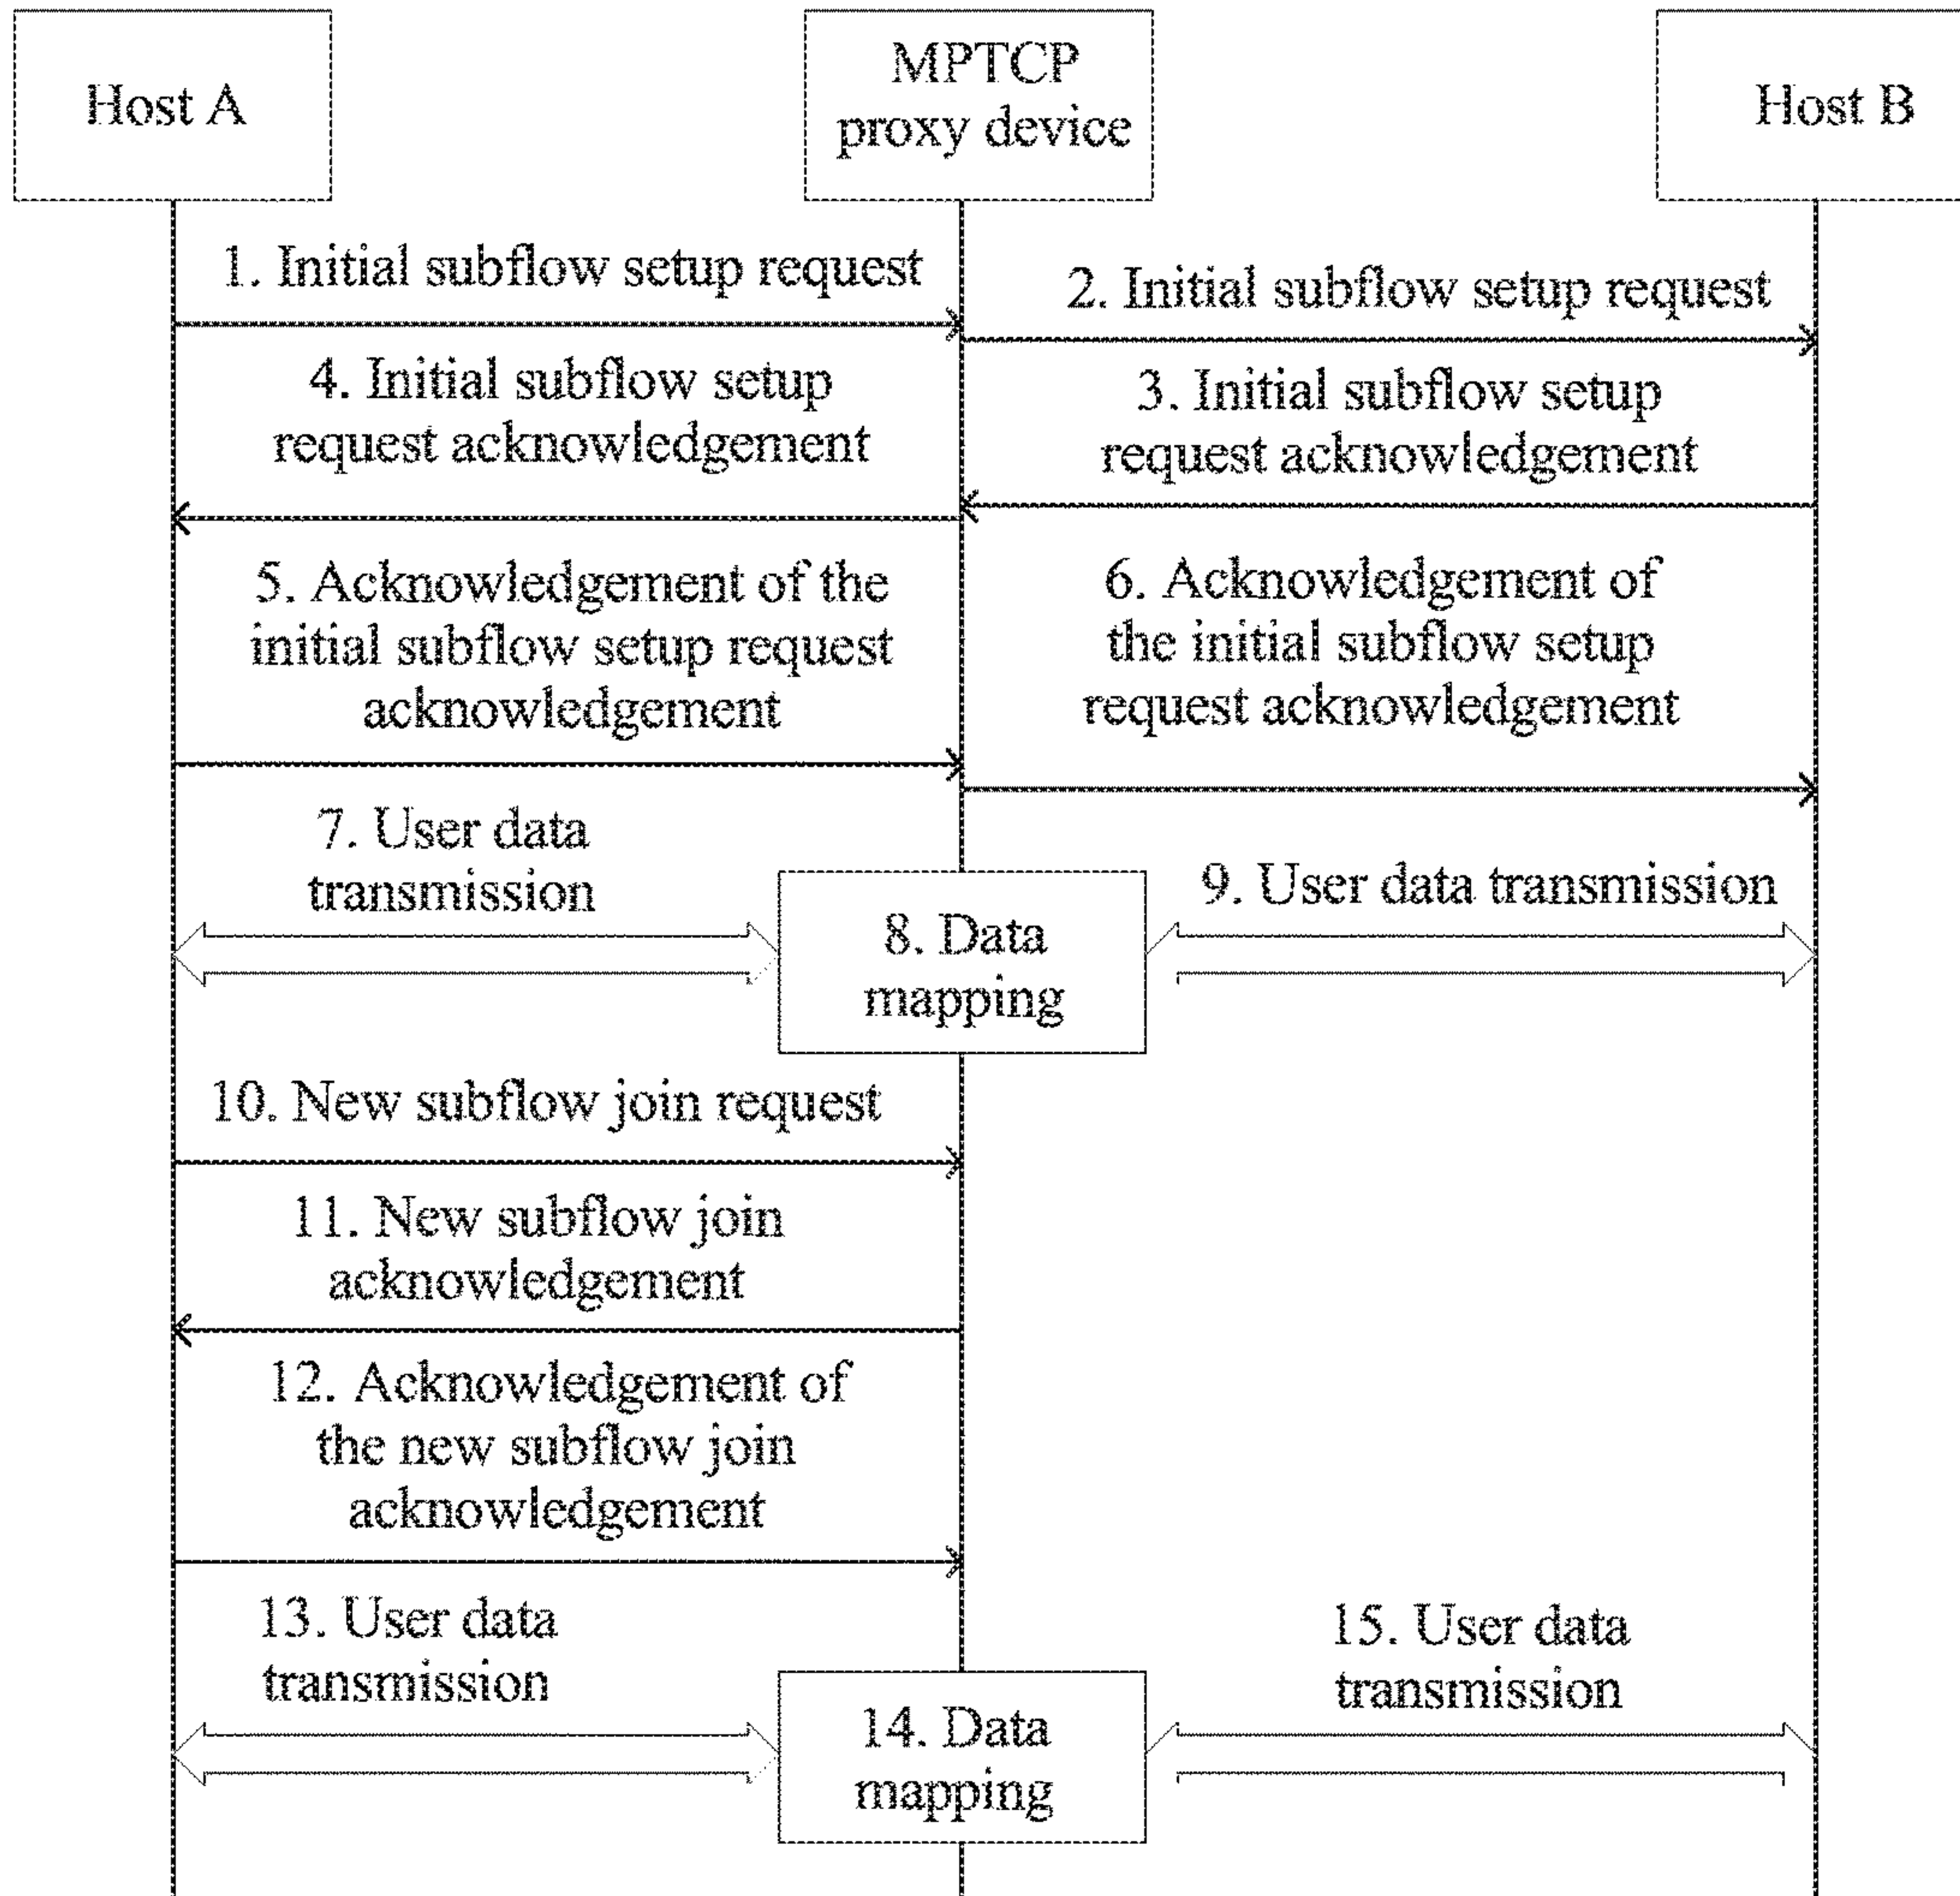 Host A
MPTCP
proxy device
Host B
1. Initial subflow setup request
2. Initial subflow setup request
4. Initial subflow setup
request acknowledgement
3. Initial subflow setup
request acknowledgement
5. Acknowledgement of the
initial subflow setup request
acknowledgement
6. Acknowledgement of
the initial subflow setup
request acknowledgement
7. User data
transmission
8. Data
mapping
9. User data transmission
10. New subflow join request
11. New subflow join
acknowledgement
12. Acknowledgement of
the new subflow join
acknowledgement
13. User data
transmission
14. Data
mapping
15. User data
transmission